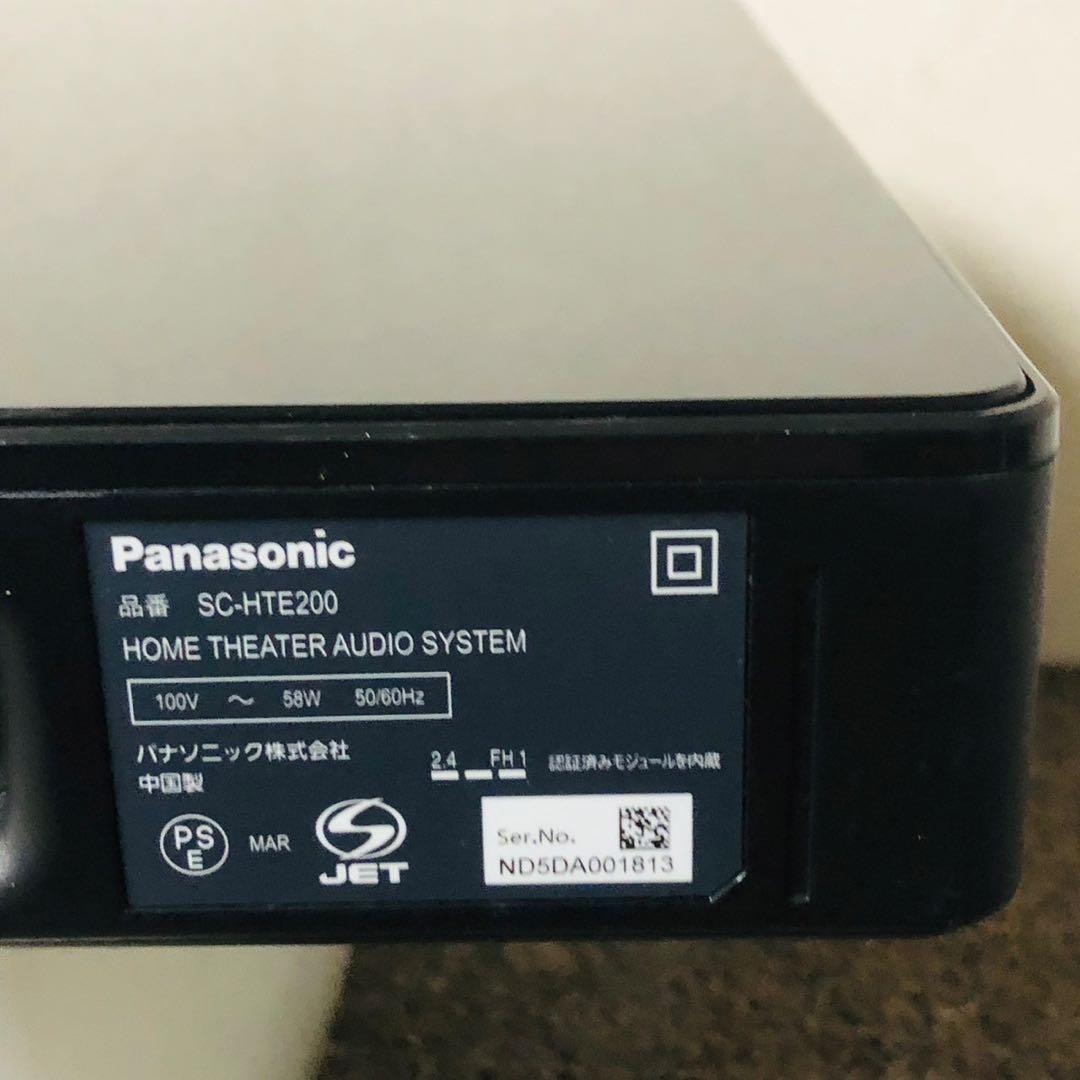 Panasonic
品番 SC-HTE200
HOME THEATER AUDIO SYSTEM
100V ～ 58W 50/60Hz
パナソニック株式会社
中国製
2.4 FH 1 認証済みモジュールを内蔵
PS
E
MAR
S
JET
Ser.No.
ND5DA001813